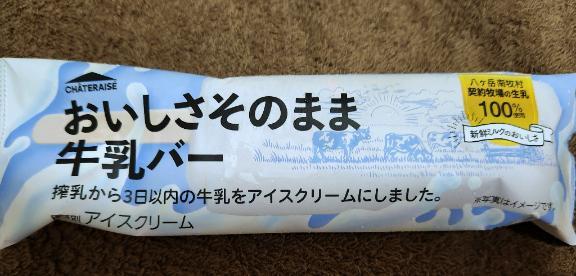 CHÂTERAISÉ
おいしさそのまま
牛乳バー
搾乳から3日以内の牛乳をアイスクリームにしました。
別 アイスクリーム
八ヶ岳南牧村
契約牧場の生乳
100%
使用
新鮮ミルクのおいしさ
※写真はイメージです。